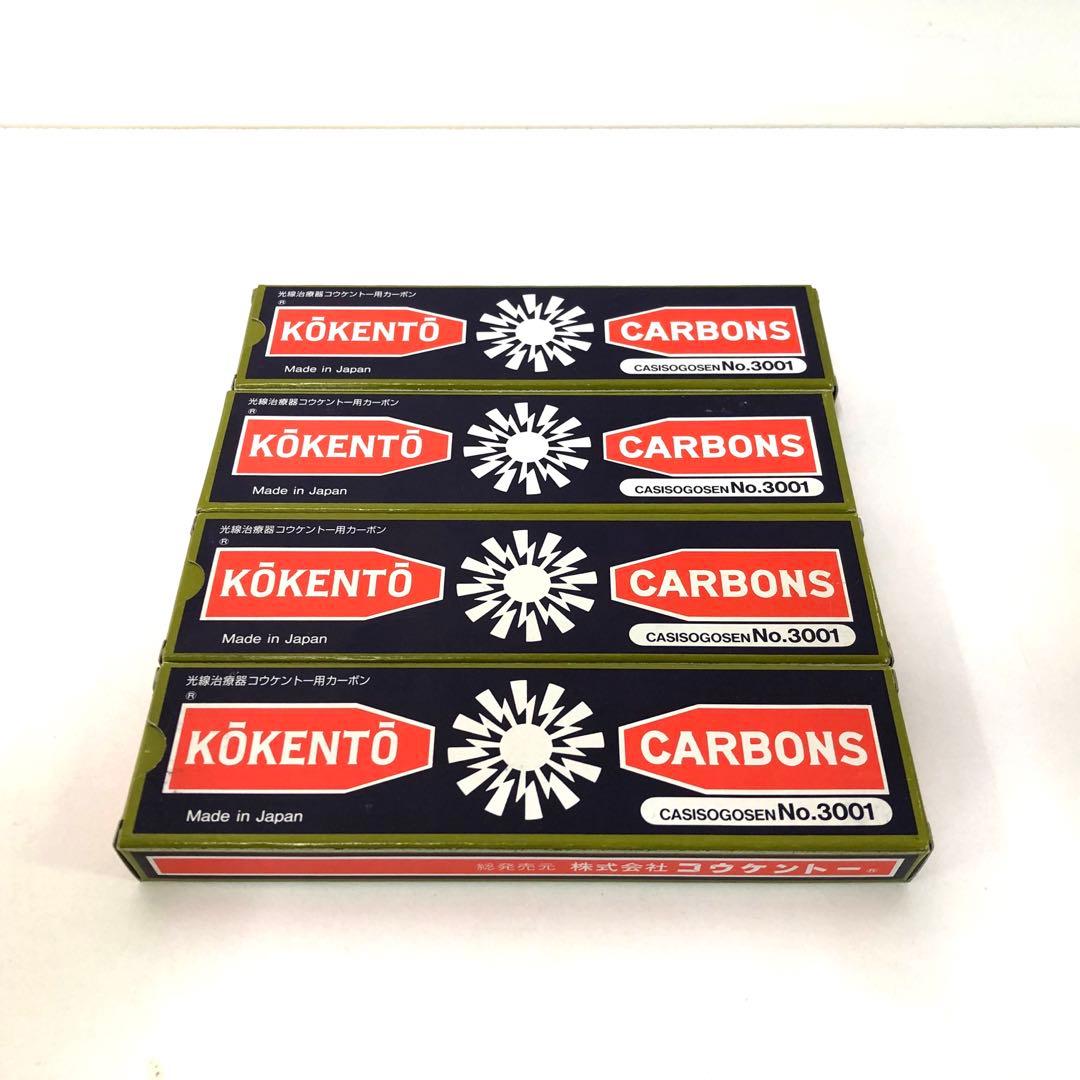 光線治療器コウケントー用カーボン
®
KŌKENTŌ CARBONS
Made in Japan
CASISOGOSEN No.3001
光線治療器コウケントー用カーボン
®
KŌKENTŌ CARBONS
Made in Japan
CASISOGOSEN No.3001
光線治療器コウケントー用カーボン
®
KŌKENTŌ CARBONS
Made in Japan
CASISOGOSEN No.3001
光線治療器コウケントー用カーボン
®
KŌKENTŌ CARBONS
Made in Japan
CASISOGOSEN No.3001
総発売元 株式会社 コウケントー ®